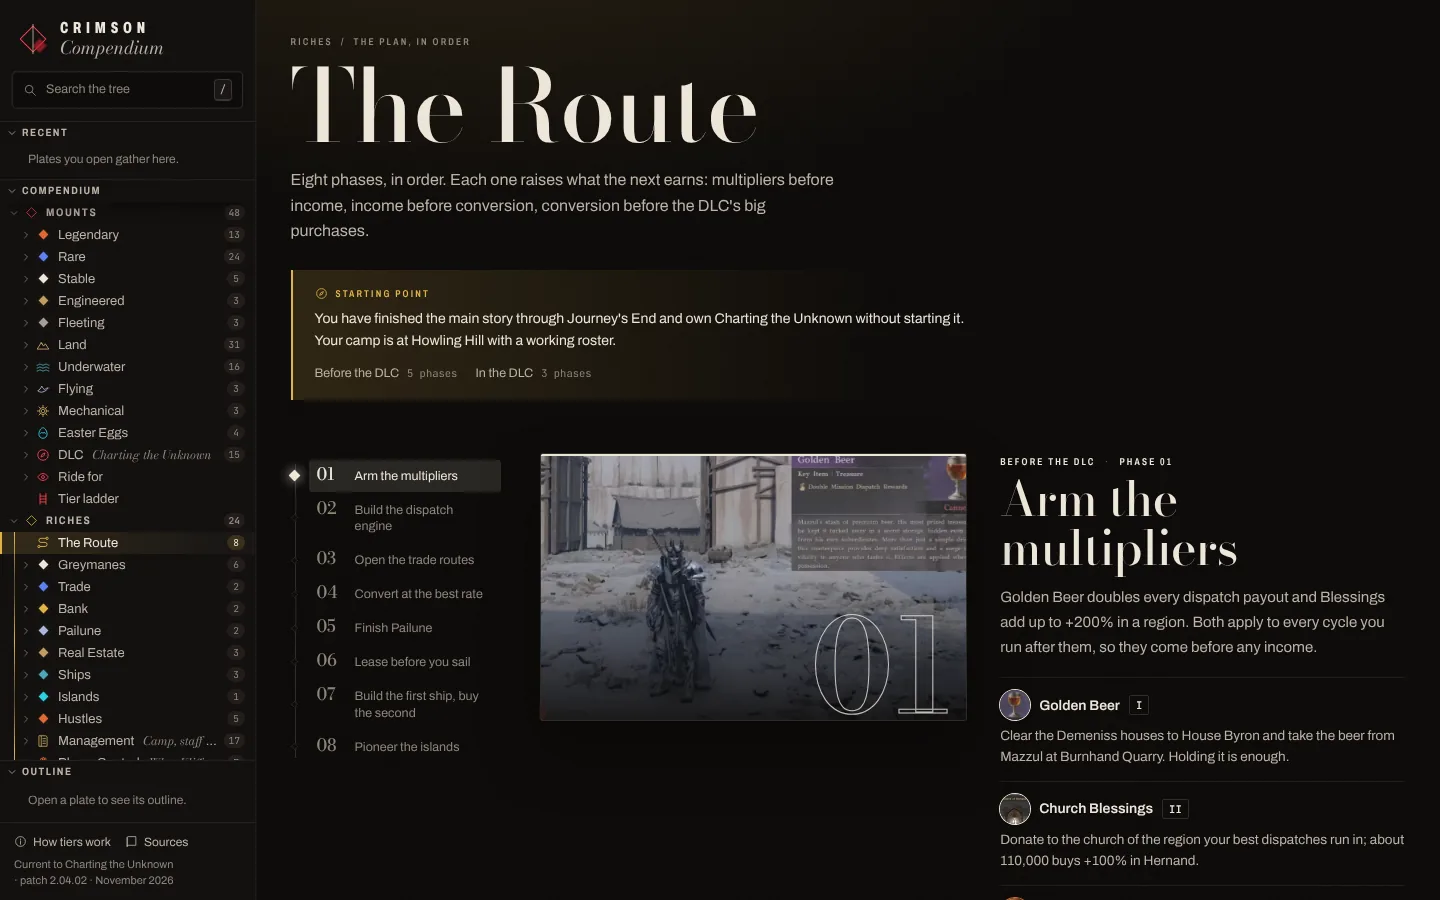 CRIMSON
Compendium
Search the tree
/
RECENT
Plates you open gather here.
COMPENDIUM
MOUNTS 48
Legendary 13
Rare 24
Stable 5
Engineered 3
Fleeting 3
Land 31
Underwater 16
Flying 3
Mechanical 3
Easter Eggs 4
DLC Charting the Unknown 15
Ride for
Tier ladder
RICHES 24
The Route 8
Greymanes 6
Trade 2
Bank 2
Pailune 2
Real Estate 3
Ships 3
Islands 1
Hustles 5
Management Camp, staff ... 17
OUTLINE
Open a plate to see its outline.
How tiers work Sources
Current to Charting the Unknown
· patch 2.04.02 · November 2026
RICHES / THE PLAN, IN ORDER
The Route
Eight phases, in order. Each one raises what the next earns: multipliers before
income, income before conversion, conversion before the DLC's big
purchases.
STARTING POINT
You have finished the main story through Journey's End and own Charting the Unknown without starting it.
Your camp is at Howling Hill with a working roster.
Before the DLC 5 phases In the DLC 3 phases
01 Arm the multipliers
02 Build the dispatch
engine
03 Open the trade routes
04 Convert at the best rate
05 Finish Pailune
06 Lease before you sail
07 Build the first ship, buy
the second
08 Pioneer the islands
Golden Beer
Key Item Treasure
Double Mission Dispatch Rewards
01
BEFORE THE DLC · PHASE 01
Arm the
multipliers
Golden Beer doubles every dispatch payout and Blessings
add up to +200% in a region. Both apply to every cycle you
run after them, so they come before any income.
Golden Beer I
Clear the Demeniss houses to House Byron and take the beer from
Mazzul at Burnhand Quarry. Holding it is enough.
Church Blessings II
Donate to the church of the region your best dispatches run in; about
110,000 buys +100% in Hernand.